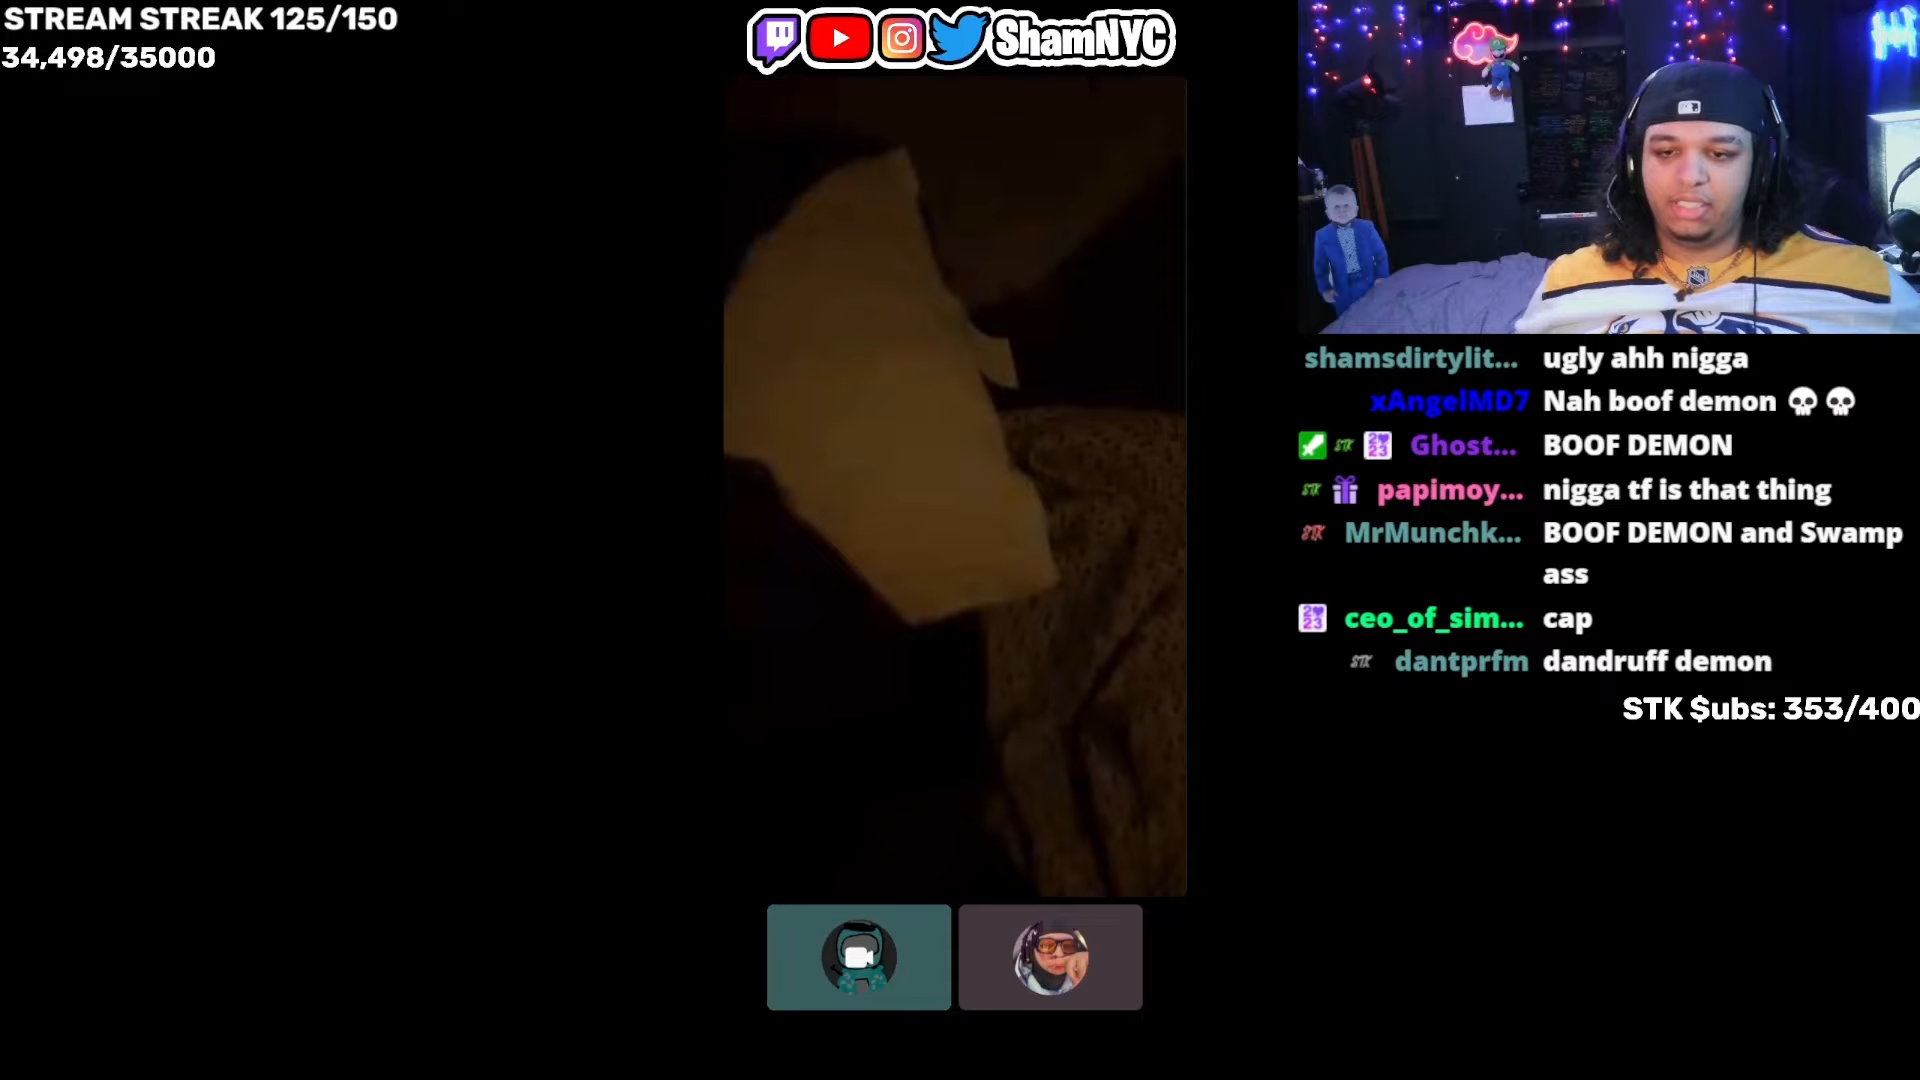 STREAM STREAK 125/150
34,498/35000
ShamNYC
shamsdirtylit... ugly ahh nigga
xAngelMD7 Nah boof demon 💀💀
Ghost... BOOF DEMON
papimoy... nigga tf is that thing
MrMunchk... BOOF DEMON and Swamp
ass
ceo_of_sim... cap
dantprfm dandruff demon
STK $ubs: 353/400